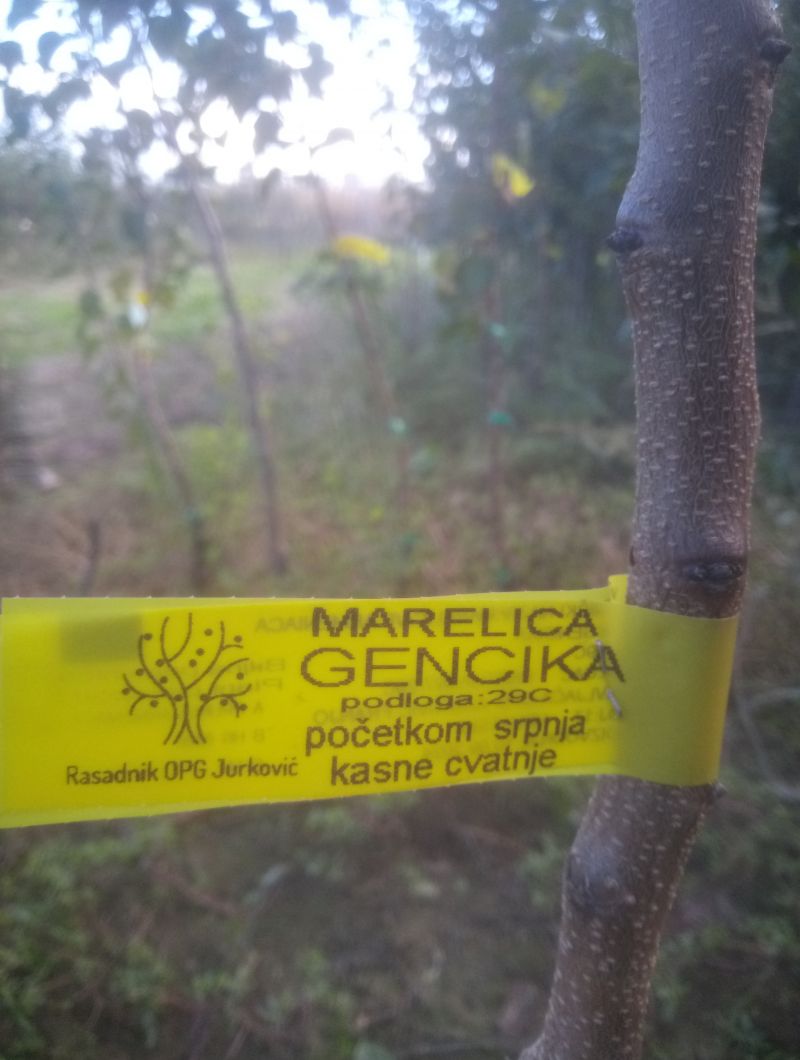 MARELICA
GENCIKA
podloga:29C
početkom srpnja
kasne cvatnje
Rasadnik OPG Jurković